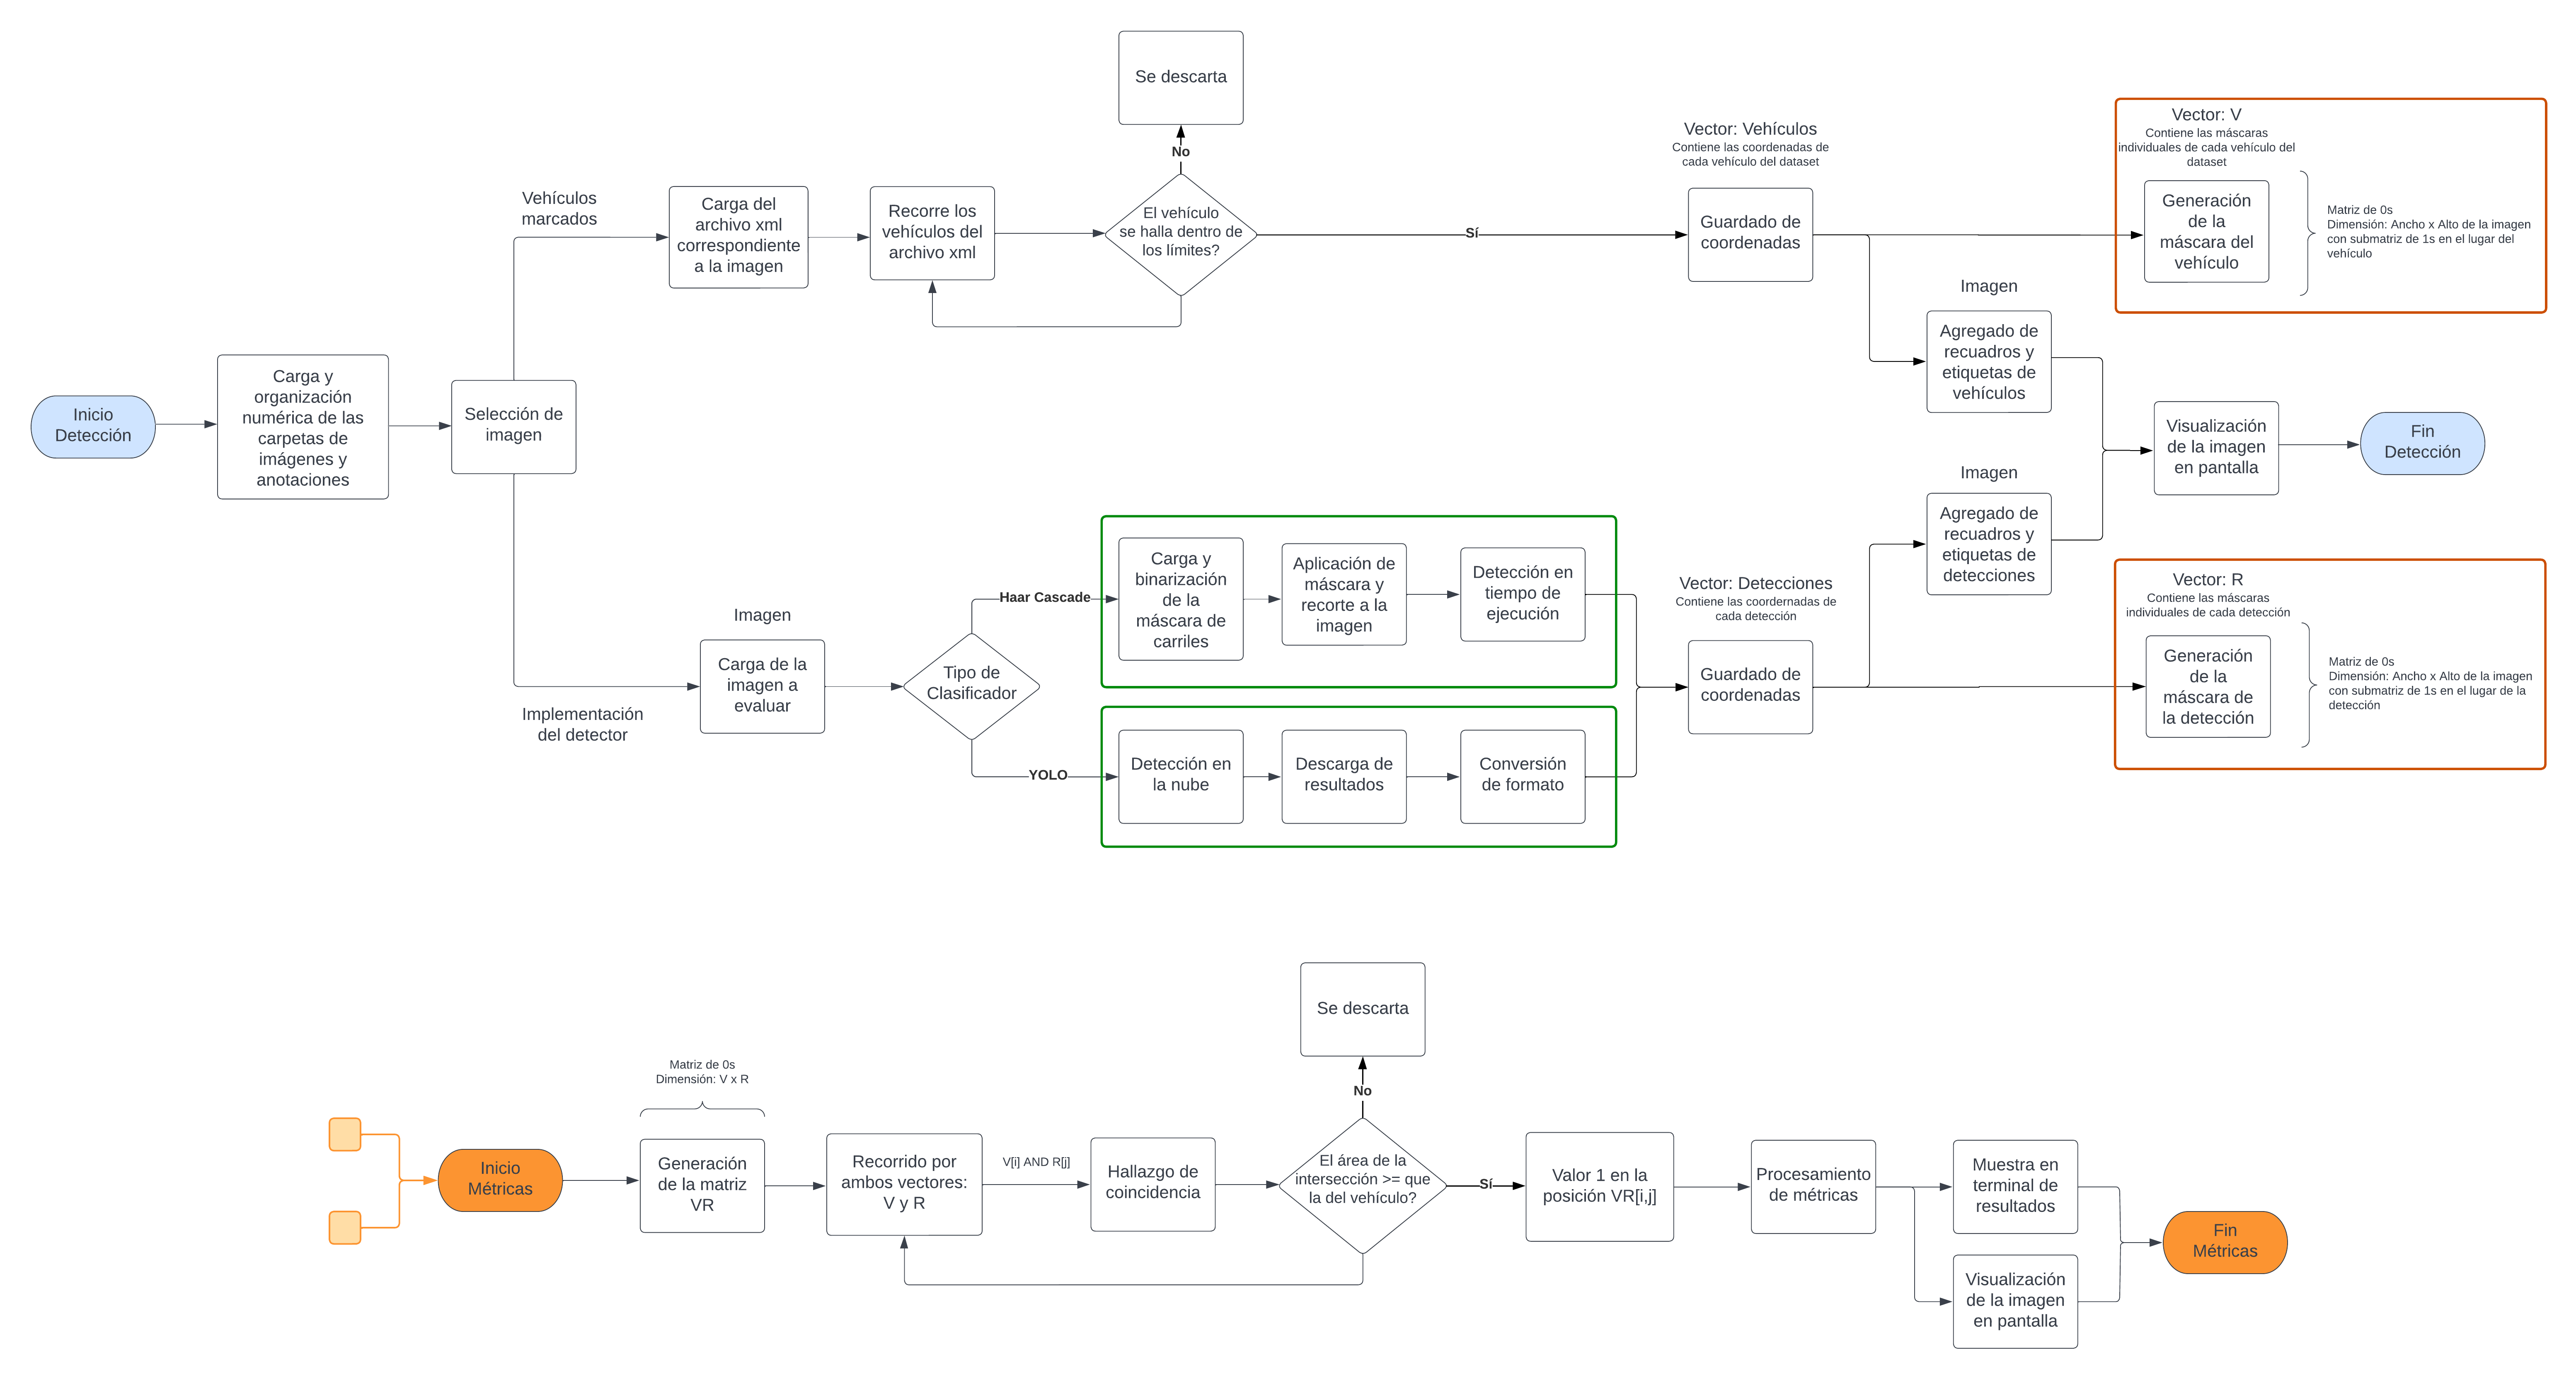 Se descarta
No
Vehículos
marcados
Carga del
archivo xml
correspondiente
a la imagen
Recorre los
vehículos del
archivo xml
El vehículo
se halla dentro de
los límites?
Sí
Vector: Vehículos
Contiene las coordenadas de
cada vehículo del dataset
Guardado de
coordenadas
Vector: V
Contiene las máscaras
individuales de cada vehículo del
dataset
Generación
de la
máscara del
vehículo
Matriz de 0s
Dimensión: Ancho x Alto de la imagen
con submatriz de 1s en el lugar del
vehículo
Imagen
Agregado de
recuadros y
etiquetas de
vehículos
Inicio
Detección
Carga y
organización
numérica de las
carpetas de
imágenes y
anotaciones
Selección de
imagen
Visualización
de la imagen
en pantalla
Fin
Detección
Imagen
Agregado de
recuadros y
etiquetas de
detecciones
Implementación
del detector
Imagen
Carga de la
imagen a
evaluar
Tipo de
Clasificador
Haar Cascade
Carga y
binarización
de la
máscara de
carriles
Aplicación de
máscara y
recorte a la
imagen
Detección en
tiempo de
ejecución
YOLO
Detección en
la nube
Descarga de
resultados
Conversión
de formato
Vector: Detecciones
Contiene las coordernadas de
cada detección
Guardado de
coordenadas
Vector: R
Contiene las máscaras
individuales de cada detección
Generación
de la
máscara de
la detección
Matriz de 0s
Dimensión: Ancho x Alto de la imagen
con submatriz de 1s en el lugar de la
detección
Inicio
Métricas
Matriz de 0s
Dimensión: V x R
Generación
de la matriz
VR
Recorrido por
ambos vectores:
V y R
V[i] AND R[j]
Hallazgo de
coincidencia
Se descarta
No
El área de la
intersección >= que
la del vehículo?
Sí
Valor 1 en la
posición VR[i,j]
Procesamiento
de métricas
Muestra en
terminal de
resultados
Visualización
de la imagen
en pantalla
Fin
Métricas